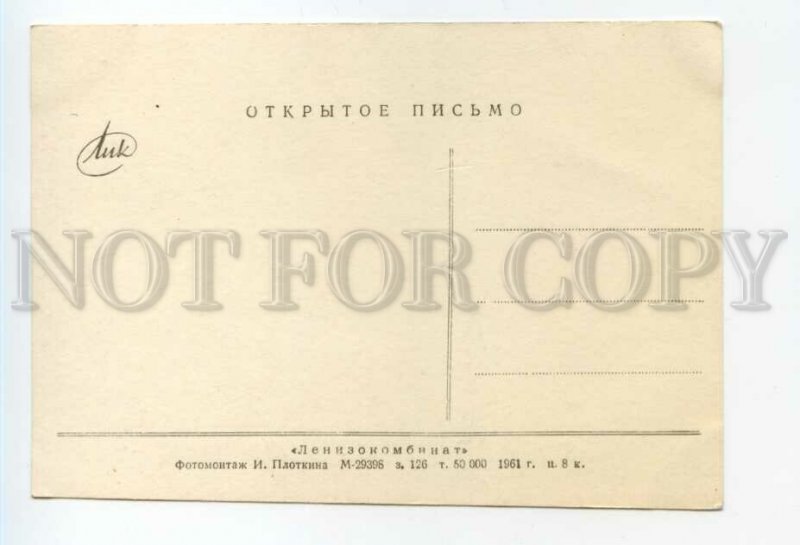 ОТКРЫТОЕ ПИСЬМО
Лик
NOT FOR COPY
«Ленизокомбинат»
Фотомонтаж И. Плоткина М-29398 з. 126 т. 50 000 1961 г. ц. 8 к.